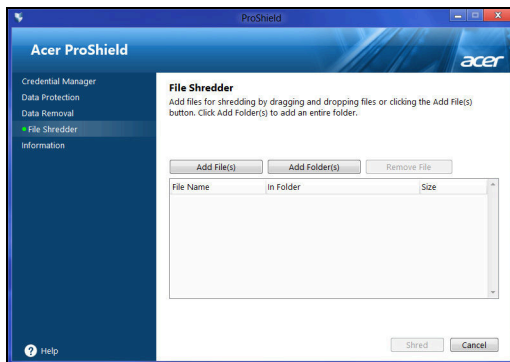 ProShield
Acer ProShield
acer
Credential Manager
Data Protection
Data Removal
File Shredder
Information
Help
File Shredder
Add files for shredding by dragging and dropping files or clicking the Add File(s)
button. Click Add Folder(s) to add an entire folder.
Add File(s) Add Folder(s) Remove File
File Name In Folder Size
Shred Cancel